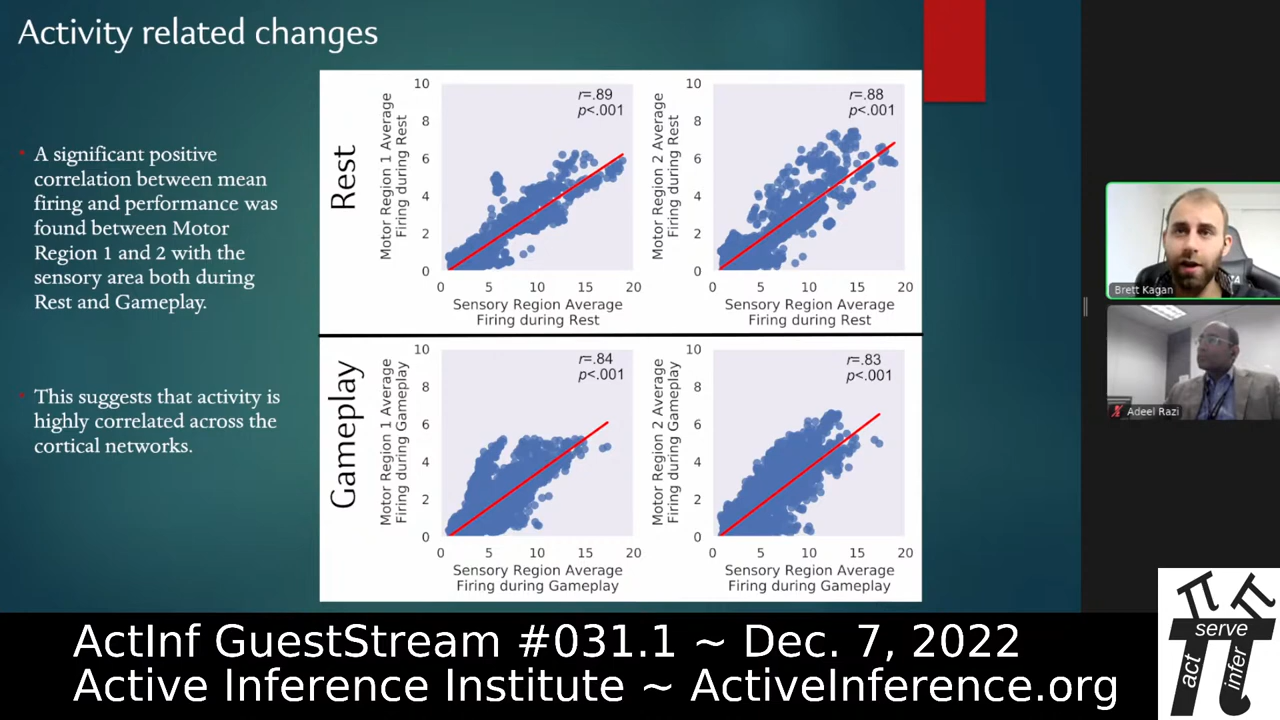 Activity related changes
A significant positive
correlation between mean
firing and performance was
found between Motor
Region 1 and 2 with the
sensory area both during
Rest and Gameplay.
This suggests that activity is
highly correlated across the
cortical networks.
Rest
Motor Region 1 Average
Firing during Rest
10
8
6
4
2
0
r=.89
p<.001
0 5 10 15 20
Sensory Region Average
Firing during Rest
Motor Region 2 Average
Firing during Rest
10
8
6
4
2
0
r=.88
p<.001
0 5 10 15 20
Sensory Region Average
Firing during Rest
Gameplay
Motor Region 1 Average
Firing during Gameplay
10
8
6
4
2
0
r=.84
p<.001
0 5 10 15 20
Sensory Region Average
Firing during Gameplay
Motor Region 2 Average
Firing during Gameplay
10
8
6
4
2
0
r=.83
p<.001
0 5 10 15 20
Sensory Region Average
Firing during Gameplay
Brett Kagan
Adeel Razi
ActInf GuestStream #031.1 ~ Dec. 7, 2022
Active Inference Institute ~ ActiveInference.org
π π
serve
act
infer